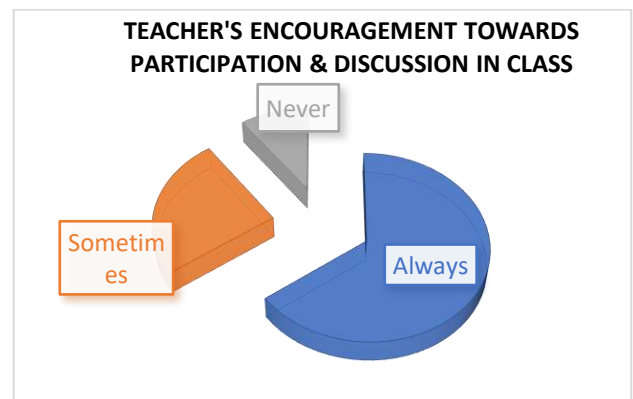 TEACHER'S ENCOURAGEMENT TOWARDS
PARTICIPATION & DISCUSSION IN CLASS
Never
Sometim
es
Always